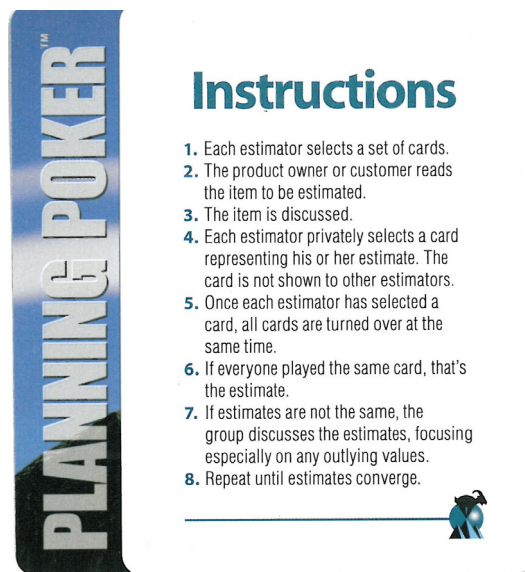 PLANNING POKER™
Instructions
1. Each estimator selects a set of cards.
2. The product owner or customer reads
the item to be estimated.
3. The item is discussed.
4. Each estimator privately selects a card
representing his or her estimate. The
card is not shown to other estimators.
5. Once each estimator has selected a
card, all cards are turned over at the
same time.
6. If everyone played the same card, that's
the estimate.
7. If estimates are not the same, the
group discusses the estimates, focusing
especially on any outlying values.
8. Repeat until estimates converge.